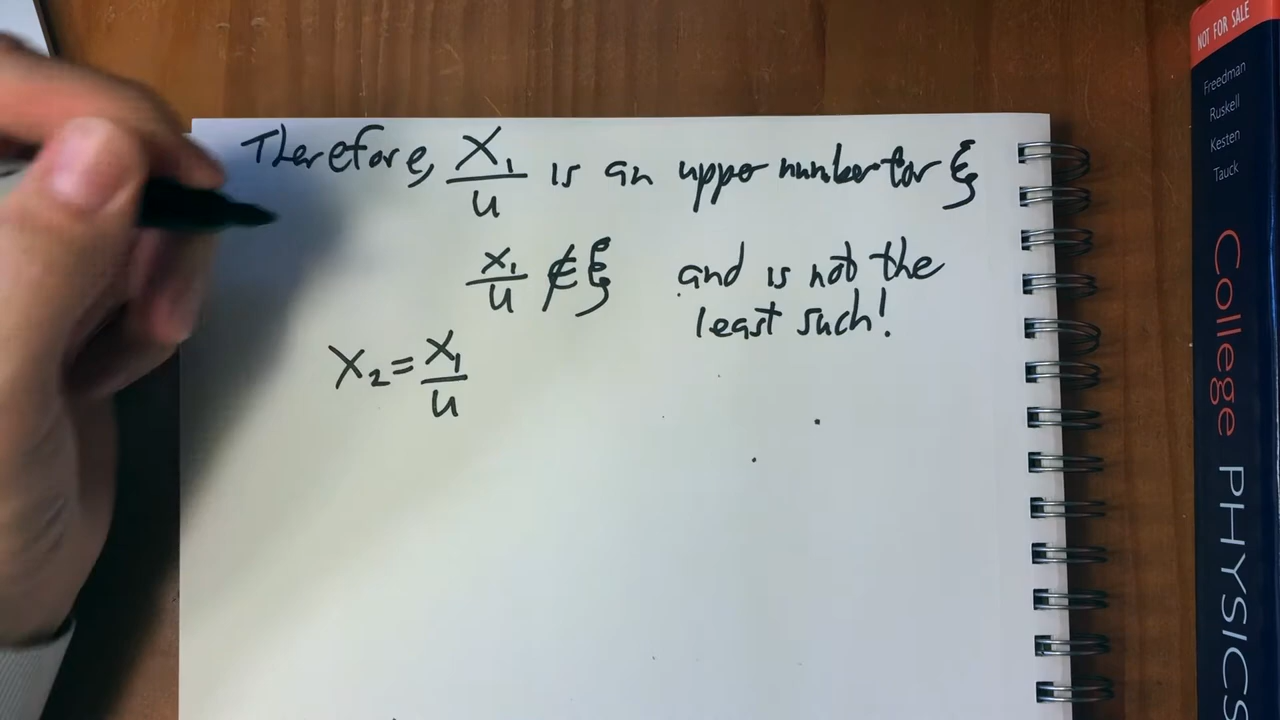 Therefore, X₁/u is an upper number for ξ
x₁/u ∉ ξ and is not the
least such!
X₂ = X₁/u
NOT FOR SALE
Freedman
Ruskell
Kesten
Tauck
College PHYSICS